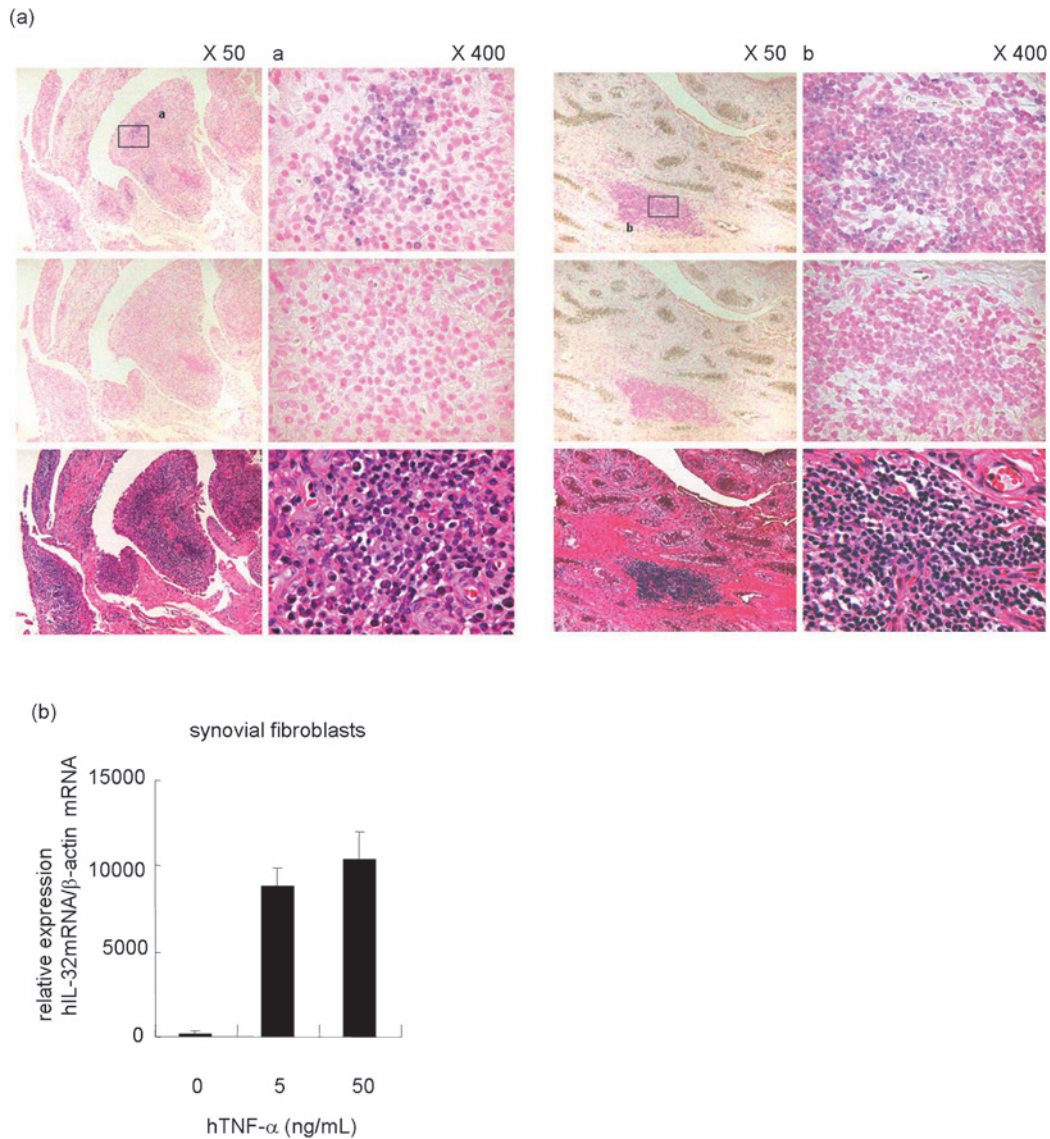 (a)
X 50 a X 400 X 50 b X 400
a
b
(b)
synovial fibroblasts
relative expression
hIL-32mRNA/β-actin mRNA
15000
10000
5000
0
0 5 50
hTNF-α (ng/mL)